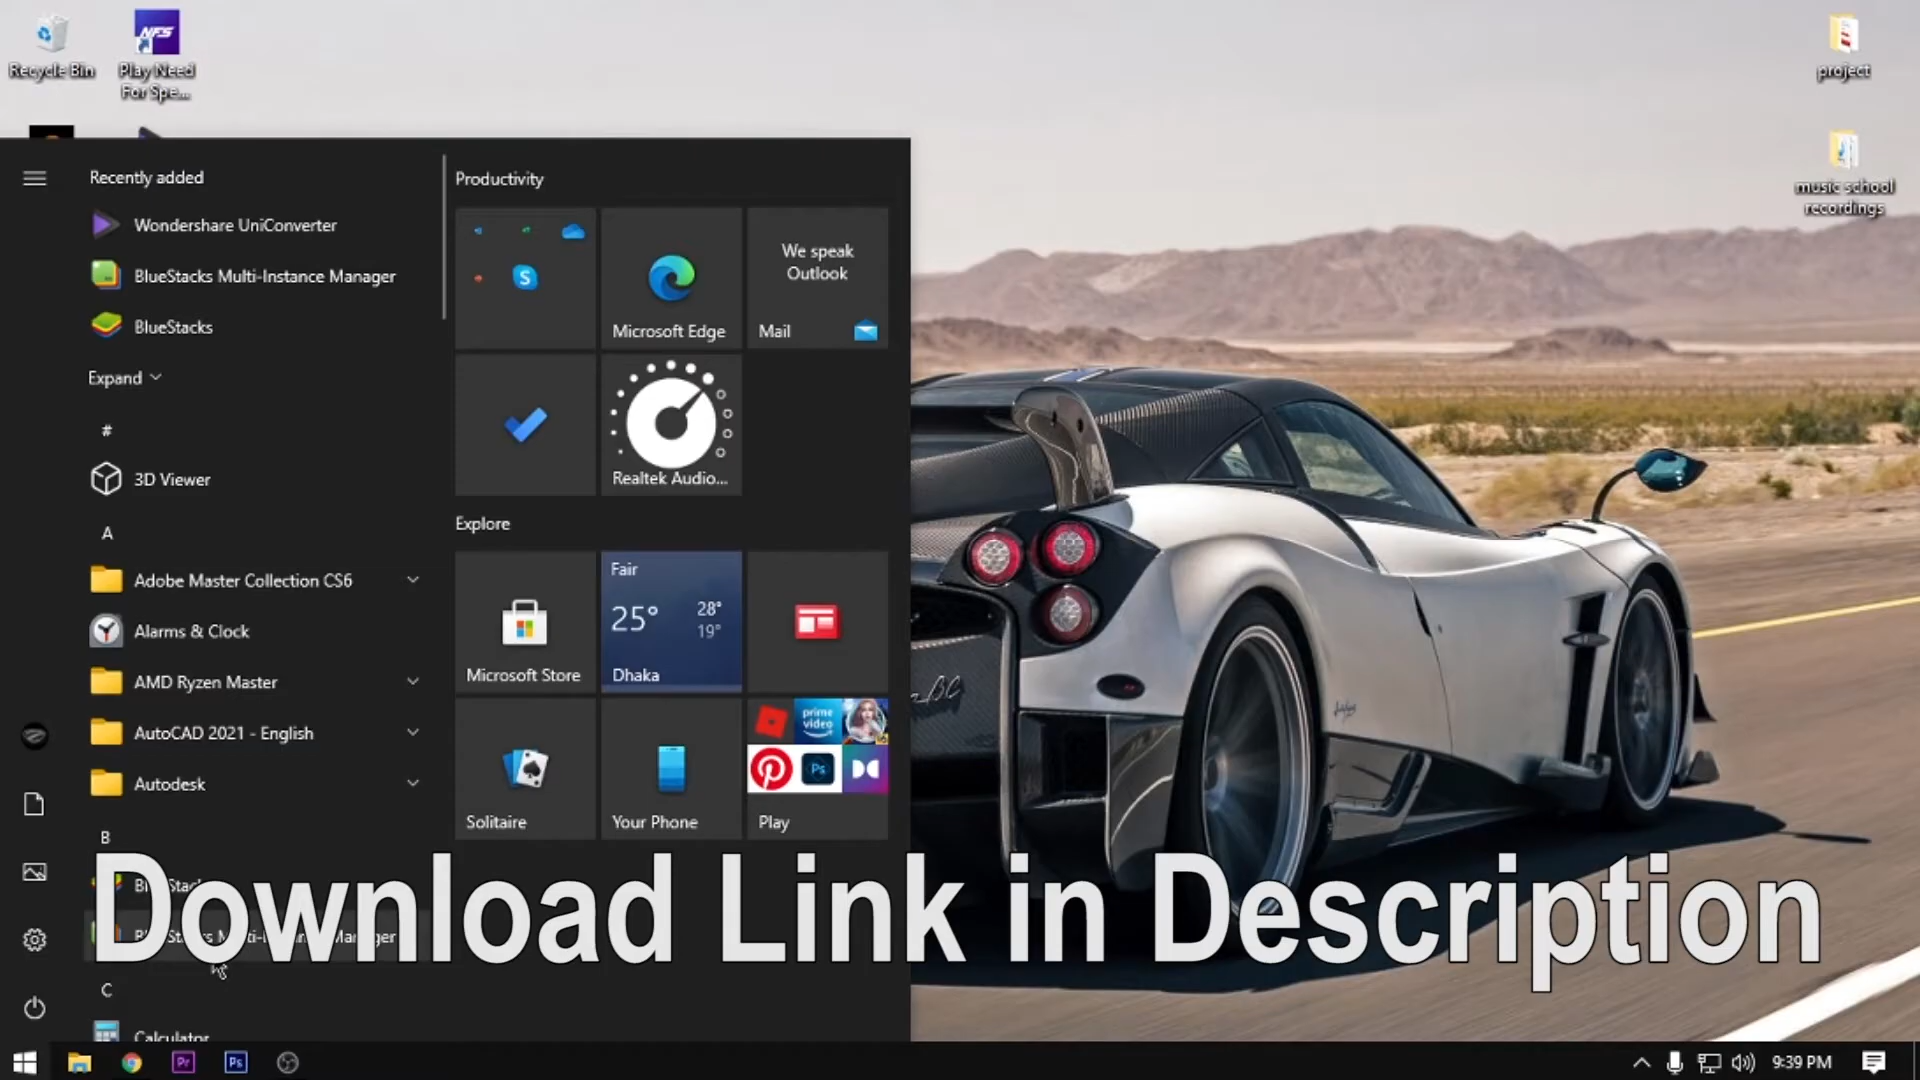 NFS
Recycle Bin
Play Need
For Spe...
project
music school
recordings
Recently added
Wondershare UniConverter
BlueStacks Multi-Instance Manager
BlueStacks
Expand
#
3D Viewer
A
Adobe Master Collection CS6
Alarms & Clock
AMD Ryzen Master
AutoCAD 2021 - English
Autodesk
B
C
Calculator
Productivity
S
Microsoft Edge
We speak
Outlook
Mail
Realtek Audio...
Explore
Microsoft Store
Fair
25°
28°
19°
Dhaka
Solitaire
Your Phone
prime
video
Ps
Play
Download Link in Description
Pr
Ps
9:39 PM